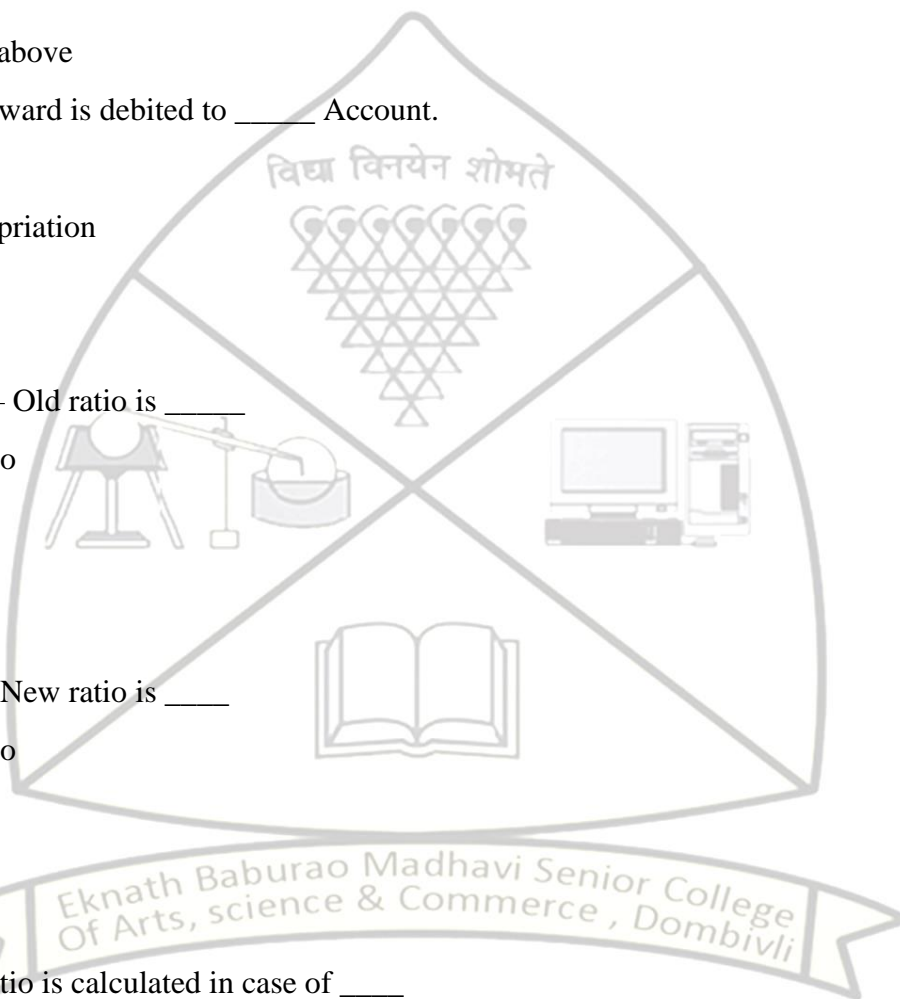 above
ward is debited to _____ Account.
विद्या विनयेन शोभते
priation
– Old ratio is _____
o
New ratio is ____
o
Eknath Baburao Madhavi Senior College
Of Arts, science & Commerce , Dombivli
tio is calculated in case of ____